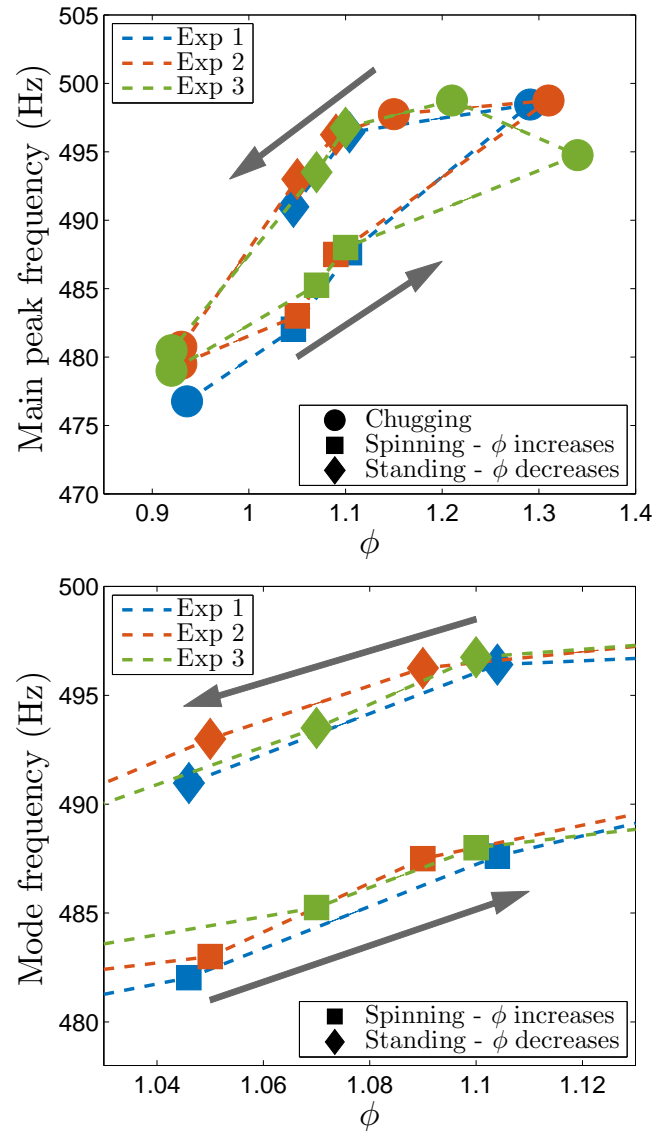 505
500
495
490
485
480
475
470
Main peak frequency (Hz)
Exp 1
Exp 2
Exp 3
Chugging
Spinning - ϕ increases
Standing - ϕ decreases
0.9 1 1.1 1.2 1.3 1.4
ϕ
500
495
490
485
480
Mode frequency (Hz)
Exp 1
Exp 2
Exp 3
Spinning - ϕ increases
Standing - ϕ decreases
1.04 1.06 1.08 1.1 1.12
ϕ